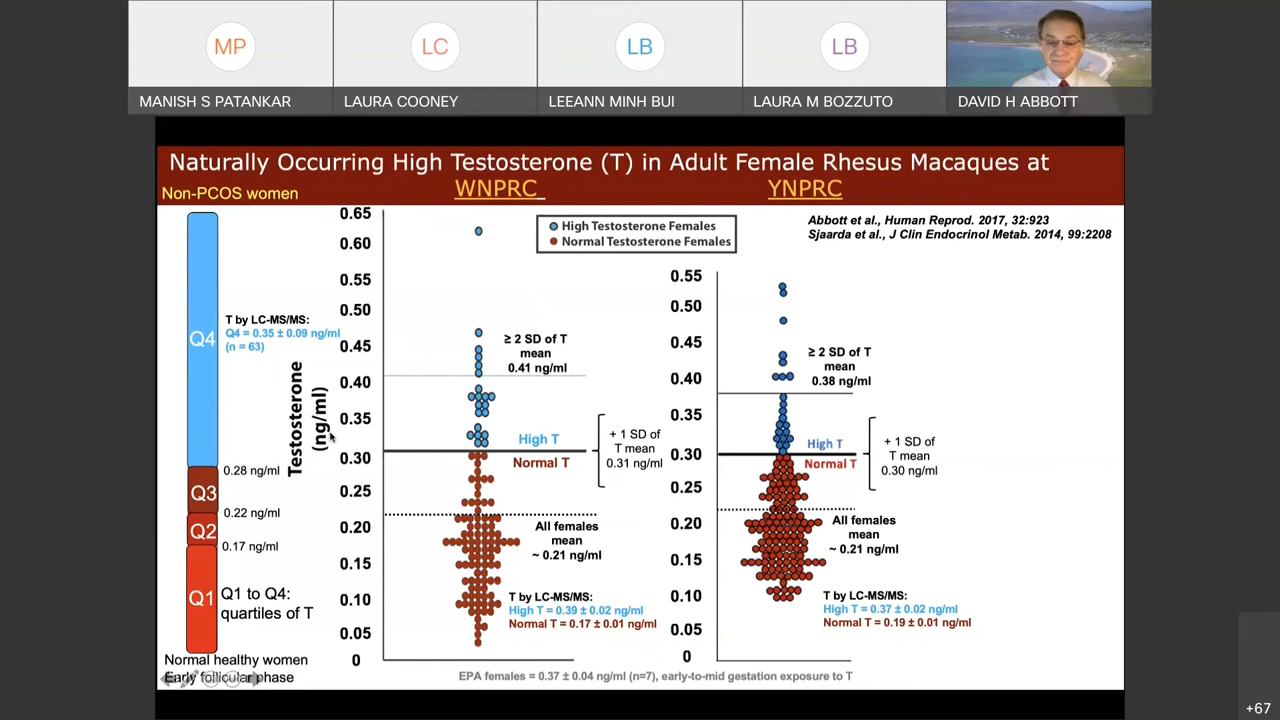 MP
LC
LB
LB
MANISH S PATANKAR
LAURA COONEY
LEEANN MINH BUI
LAURA M BOZZUTO
DAVID H ABBOTT
Naturally Occurring High Testosterone (T) in Adult Female Rhesus Macaques at
Non-PCOS women
WNPRC
YNPRC
Abbott et al., Human Reprod. 2017, 32:923
Sjaarda et al., J Clin Endocrinol Metab. 2014, 99:2208
High Testosterone Females
Normal Testosterone Females
Q4
T by LC-MS/MS:
Q4 = 0.35 ± 0.09 ng/ml
(n = 63)
0.28 ng/ml
Q3
0.22 ng/ml
Q2
0.17 ng/ml
Q1
Q1 to Q4:
quartiles of T
Normal healthy women
Early follicular phase
Testosterone
(ng/ml)
0.65
0.60
0.55
0.50
0.45
0.40
0.35
0.30
0.25
0.20
0.15
0.10
0.05
0
≥ 2 SD of T
mean
0.41 ng/ml
High T
Normal T
+ 1 SD of
T mean
0.31 ng/ml
All females
mean
~ 0.21 ng/ml
T by LC-MS/MS:
High T = 0.39 ± 0.02 ng/ml
Normal T = 0.17 ± 0.01 ng/ml
0.55
0.50
0.45
0.40
0.35
0.30
0.25
0.20
0.15
0.10
0.05
0
≥ 2 SD of T
mean
0.38 ng/ml
High T
Normal T
+ 1 SD of
T mean
0.30 ng/ml
All females
mean
~ 0.21 ng/ml
T by LC-MS/MS:
High T = 0.37 ± 0.02 ng/ml
Normal T = 0.19 ± 0.01 ng/ml
EPA females = 0.37 ± 0.04 ng/ml (n=7), early-to-mid gestation exposure to T
+67